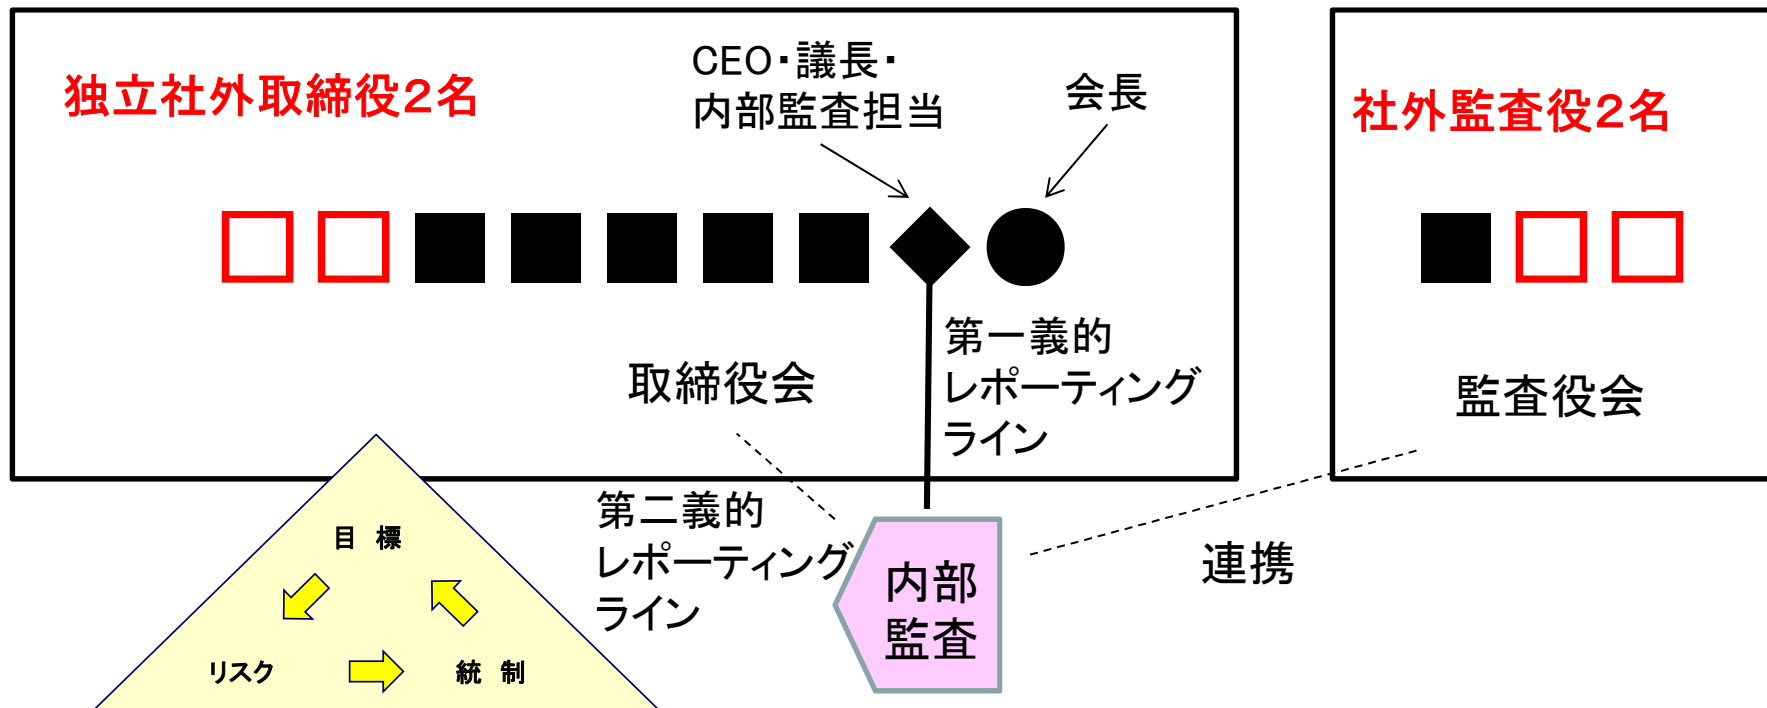 独立社外取締役２名
CEO・議長・
内部監査担当
会長
社外監査役２名
第一義的
レポーティング
ライン
取締役会
監査役会
第二義的
レポーティング
ライン
目 標
リスク
統 制
内部
監査
連携